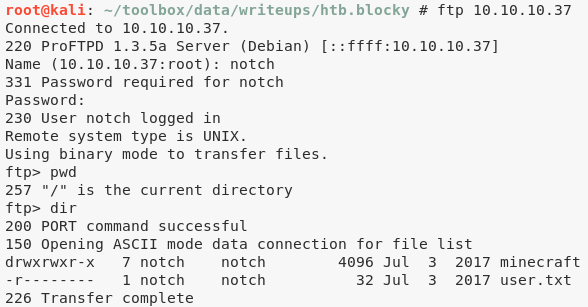 root@kali: ~/toolbox/data/writeups/htb.blocky # ftp 10.10.10.37
Connected to 10.10.10.37.
220 ProFTPD 1.3.5a Server (Debian) [::ffff:10.10.10.37]
Name (10.10.10.37:root): notch
331 Password required for notch
Password:
230 User notch logged in
Remote system type is UNIX.
Using binary mode to transfer files.
ftp> pwd
257 "/" is the current directory
ftp> dir
200 PORT command successful
150 Opening ASCII mode data connection for file list
drwxrwxr-x   7 notch    notch        4096 Jul  3  2017 minecraft
-r--------   1 notch    notch          32 Jul  3  2017 user.txt
226 Transfer complete